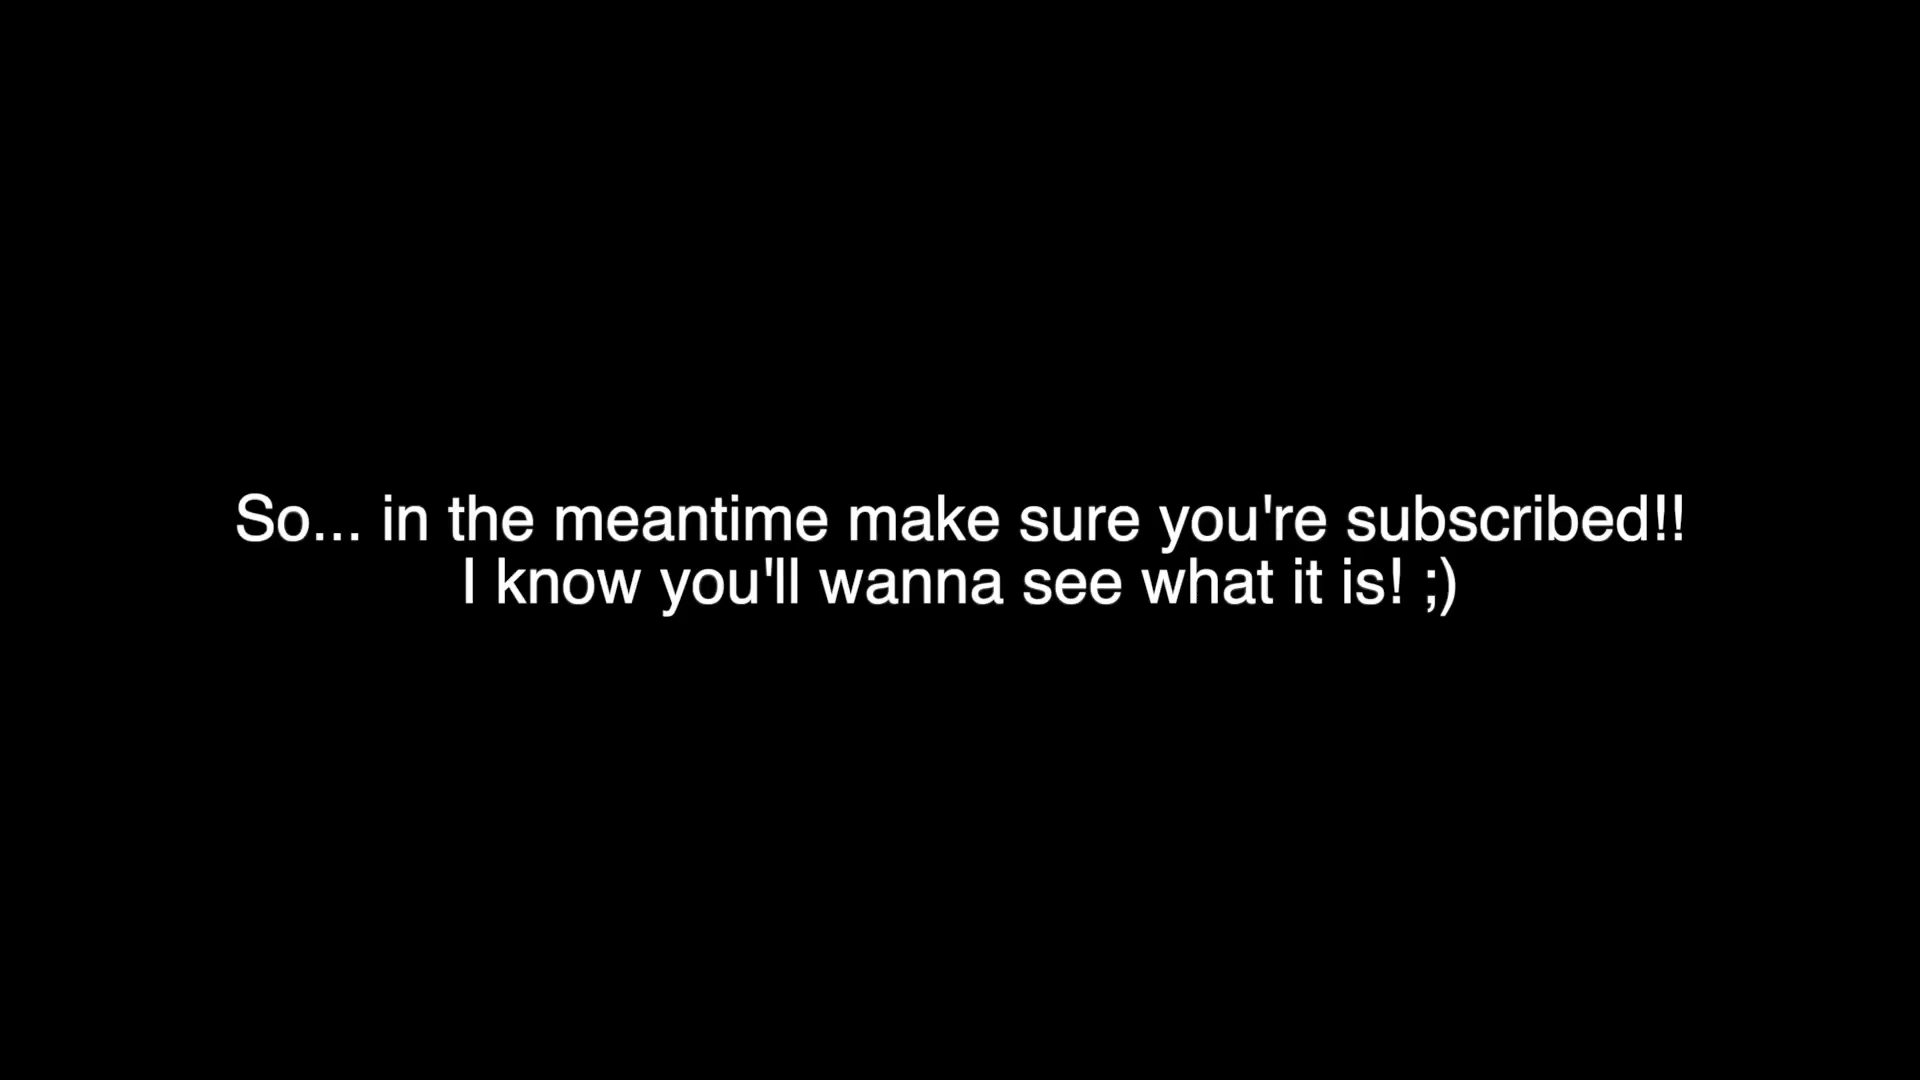 So... in the meantime make sure you're subscribed!!
I know you'll wanna see what it is! ;)